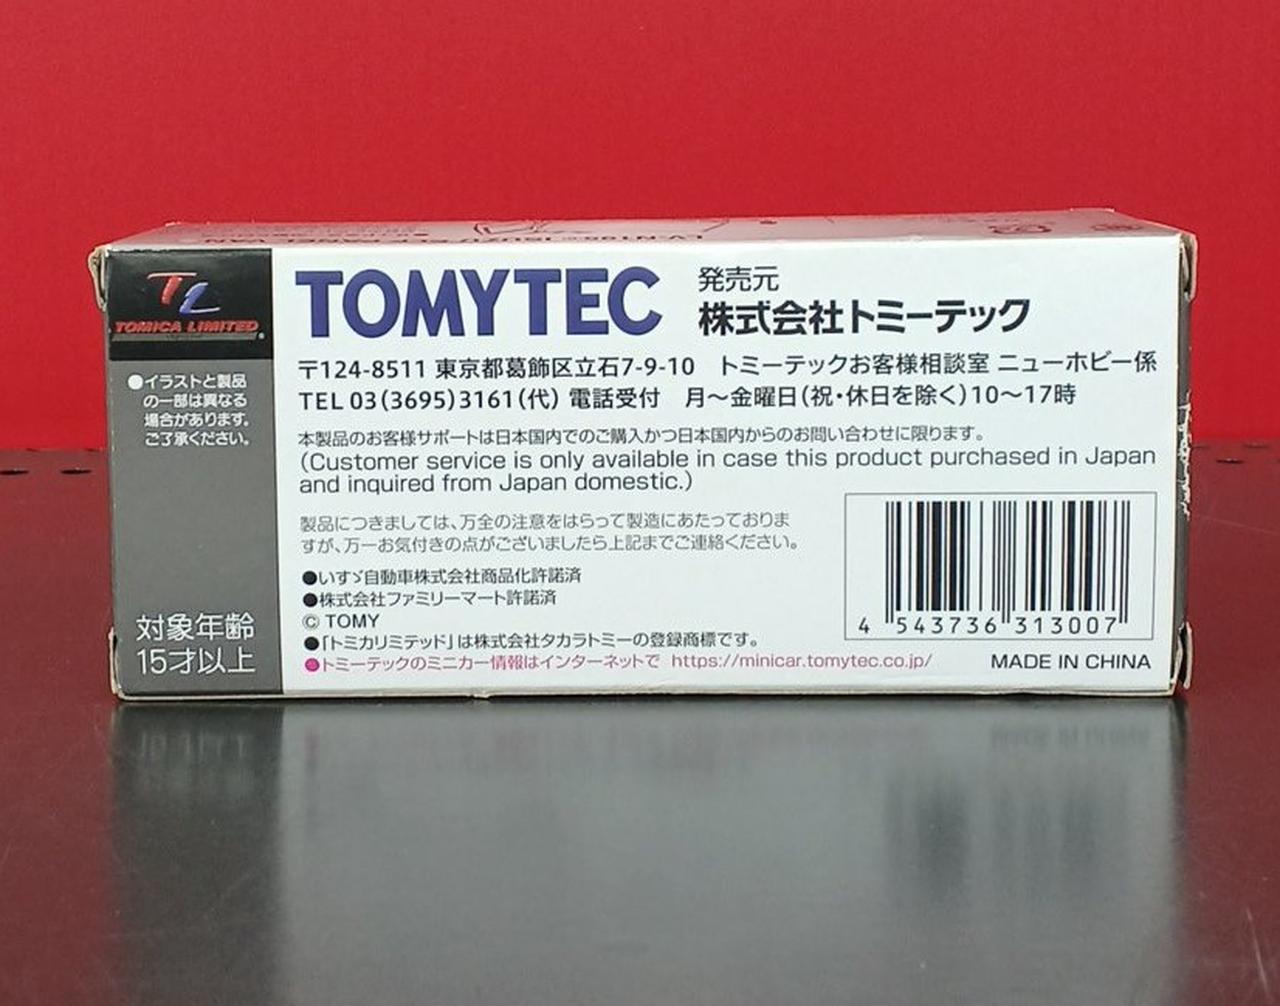 TL
TOMICA LIMITED
●イラストと製品
の一部は異なる
場合があります。
ご了承ください。
対象年齢
15才以上
TOMYTEC
発売元
株式会社トミーテック
〒124-8511 東京都葛飾区立石7-9-10 トミーテックお客様相談室 ニューホビー係
TEL 03(3695)3161(代) 電話受付 月〜金曜日(祝・休日を除く)10〜17時
本製品のお客様サポートは日本国内でのご購入かつ日本国内からのお問い合わせに限ります。
(Customer service is only available in case this product purchased in Japan
and inquired from Japan domestic.)
製品につきましては、万全の注意をはらって製造にあたっておりま
すが、万一お気付きの点がございましたら上記までご連絡ください。
●いすゞ自動車株式会社商品化許諾済
●株式会社ファミリーマート許諾済
© TOMY
●「トミカリミテッド」は株式会社タカラトミーの登録商標です。
●トミーテックのミニカー情報はインターネットで https://minicar.tomytec.co.jp/
4 543736 313007
MADE IN CHINA